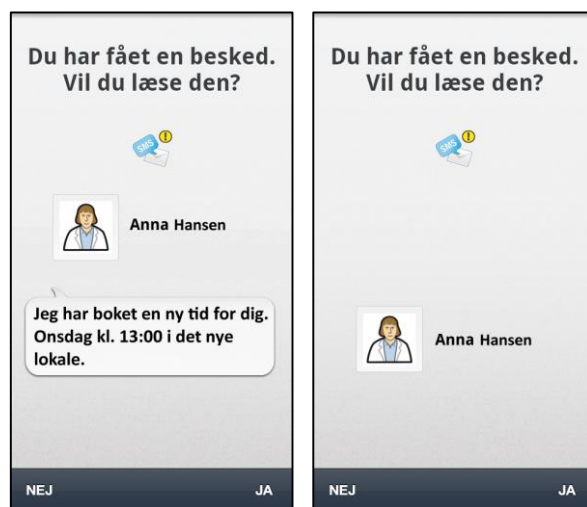 Du har fået en besked.
Vil du læse den?
SMS
!
Anna Hansen
Jeg har boket en ny tid for dig.
Onsdag kl. 13:00 i det nye
lokale.
NEJ JA
Du har fået en besked.
Vil du læse den?
SMS
!
Anna Hansen
NEJ JA